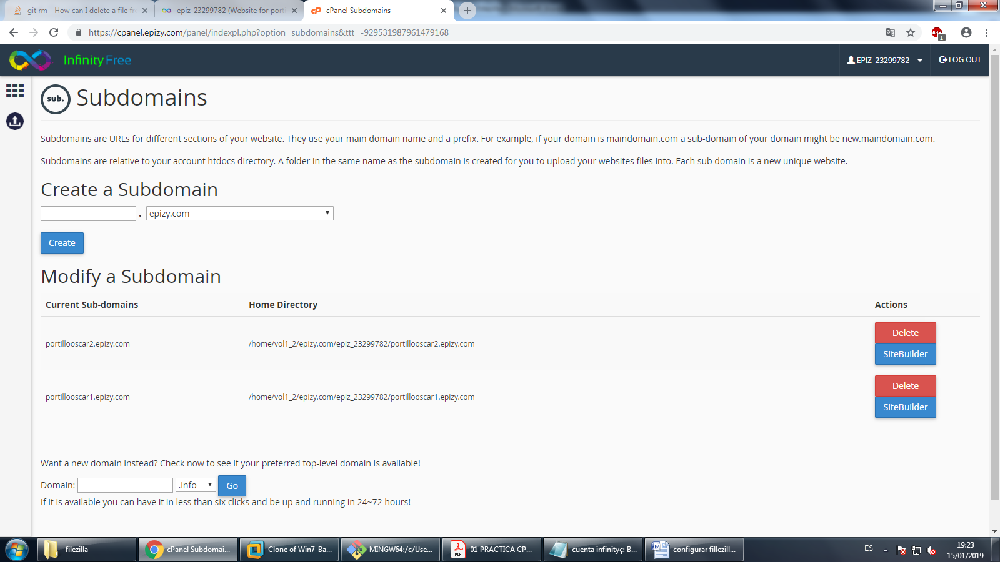 git rm - How can I delete a file fr
epiz_23299782 (Website for port
cPanel Subdomains
https://cpanel.epizy.com/panel/indexpl.php?option=subdomains&ttt=-929531987961479168
ABP
1
Infinity Free
EPIZ_23299782
LOG OUT
sub.
Subdomains
Subdomains are URLs for different sections of your website. They use your main domain name and a prefix. For example, if your domain is maindomain.com a sub-domain of your domain might be new.maindomain.com.
Subdomains are relative to your account htdocs directory. A folder in the same name as the subdomain is created for you to upload your websites files into. Each sub domain is a new unique website.
Create a Subdomain
. epizy.com
Create
Modify a Subdomain
Current Sub-domains Home Directory Actions
portillooscar2.epizy.com /home/vol1_2/epizy.com/epiz_23299782/portillooscar2.epizy.com
Delete
SiteBuilder
portillooscar1.epizy.com /home/vol1_2/epizy.com/epiz_23299782/portillooscar1.epizy.com
Delete
SiteBuilder
Want a new domain instead? Check now to see if your preferred top-level domain is available!
Domain: .info Go
If it is available you can have it in less than six clicks and be up and running in 24~72 hours!
filezilla
cPanel Subdomai...
Clone of Win7-Ba...
MINGW64:/c/Use...
PDF
01 PRACTICA CP...
cuenta infinityç: B...
configurar fillezill...
ES
19:23
15/01/2019